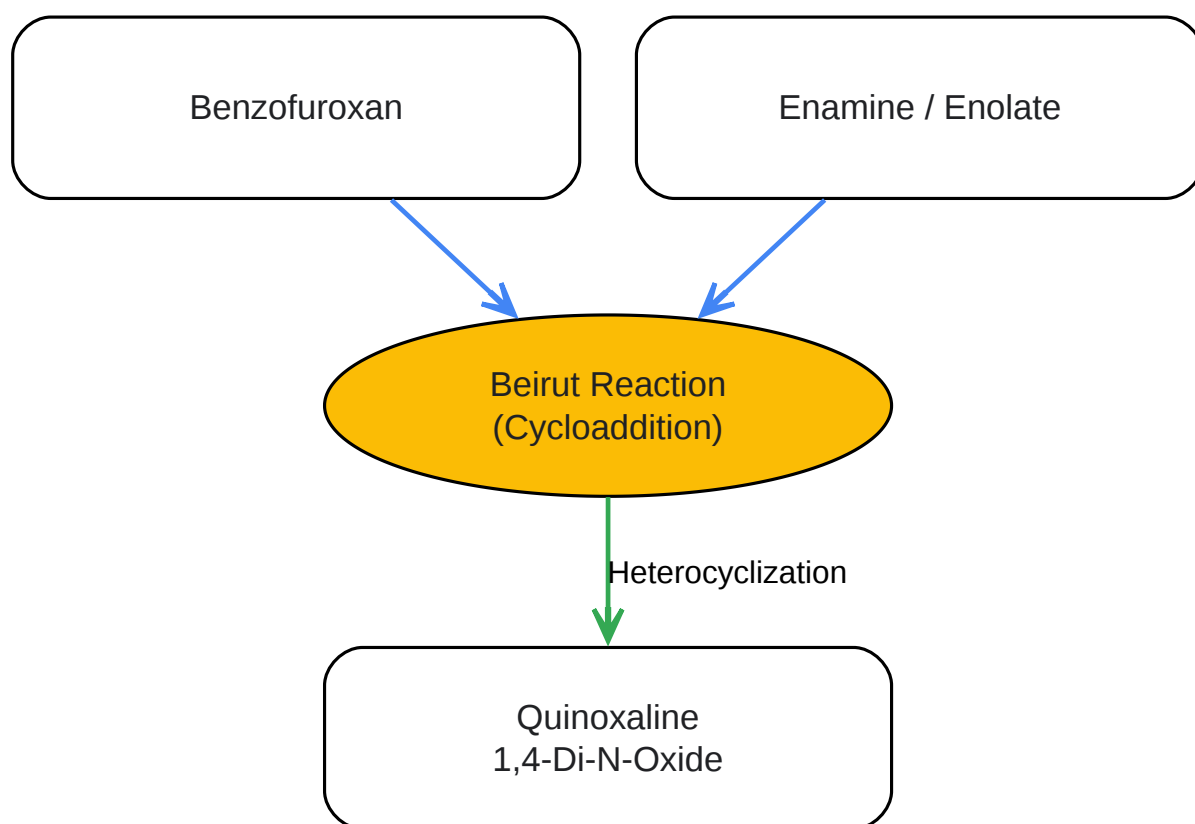 Benzofuroxan
Enamine / Enolate
Beirut Reaction
(Cycloaddition)
Heterocyclization
Quinoxaline
1,4-Di-N-Oxide